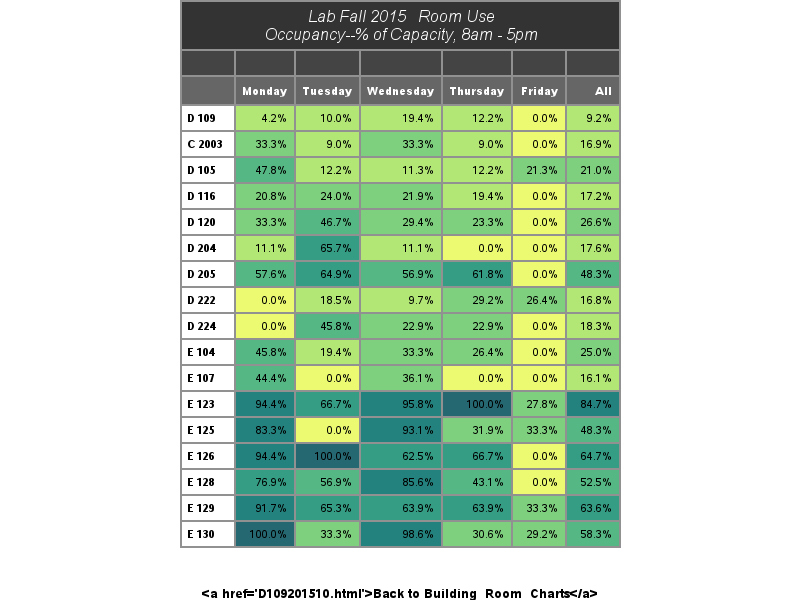 Lab Fall 2015 Room Use
Occupancy--% of Capacity, 8am - 5pm
Monday Tuesday Wednesday Thursday Friday All
D 109 4.2% 10.0% 19.4% 12.2% 0.0% 9.2%
C 2003 33.3% 9.0% 33.3% 9.0% 0.0% 16.9%
D 105 47.8% 12.2% 11.3% 12.2% 21.3% 21.0%
D 116 20.8% 24.0% 21.9% 19.4% 0.0% 17.2%
D 120 33.3% 46.7% 29.4% 23.3% 0.0% 26.6%
D 204 11.1% 65.7% 11.1% 0.0% 0.0% 17.6%
D 205 57.6% 64.9% 56.9% 61.8% 0.0% 48.3%
D 222 0.0% 18.5% 9.7% 29.2% 26.4% 16.8%
D 224 0.0% 45.8% 22.9% 22.9% 0.0% 18.3%
E 104 45.8% 19.4% 33.3% 26.4% 0.0% 25.0%
E 107 44.4% 0.0% 36.1% 0.0% 0.0% 16.1%
E 123 94.4% 66.7% 95.8% 100.0% 27.8% 84.7%
E 125 83.3% 0.0% 93.1% 31.9% 33.3% 48.3%
E 126 94.4% 100.0% 62.5% 66.7% 0.0% 64.7%
E 128 76.9% 56.9% 85.6% 43.1% 0.0% 52.5%
E 129 91.7% 65.3% 63.9% 63.9% 33.3% 63.6%
E 130 100.0% 33.3% 98.6% 30.6% 29.2% 58.3%
<a href='D109201510.html'>Back to Building_Room_Charts</a>